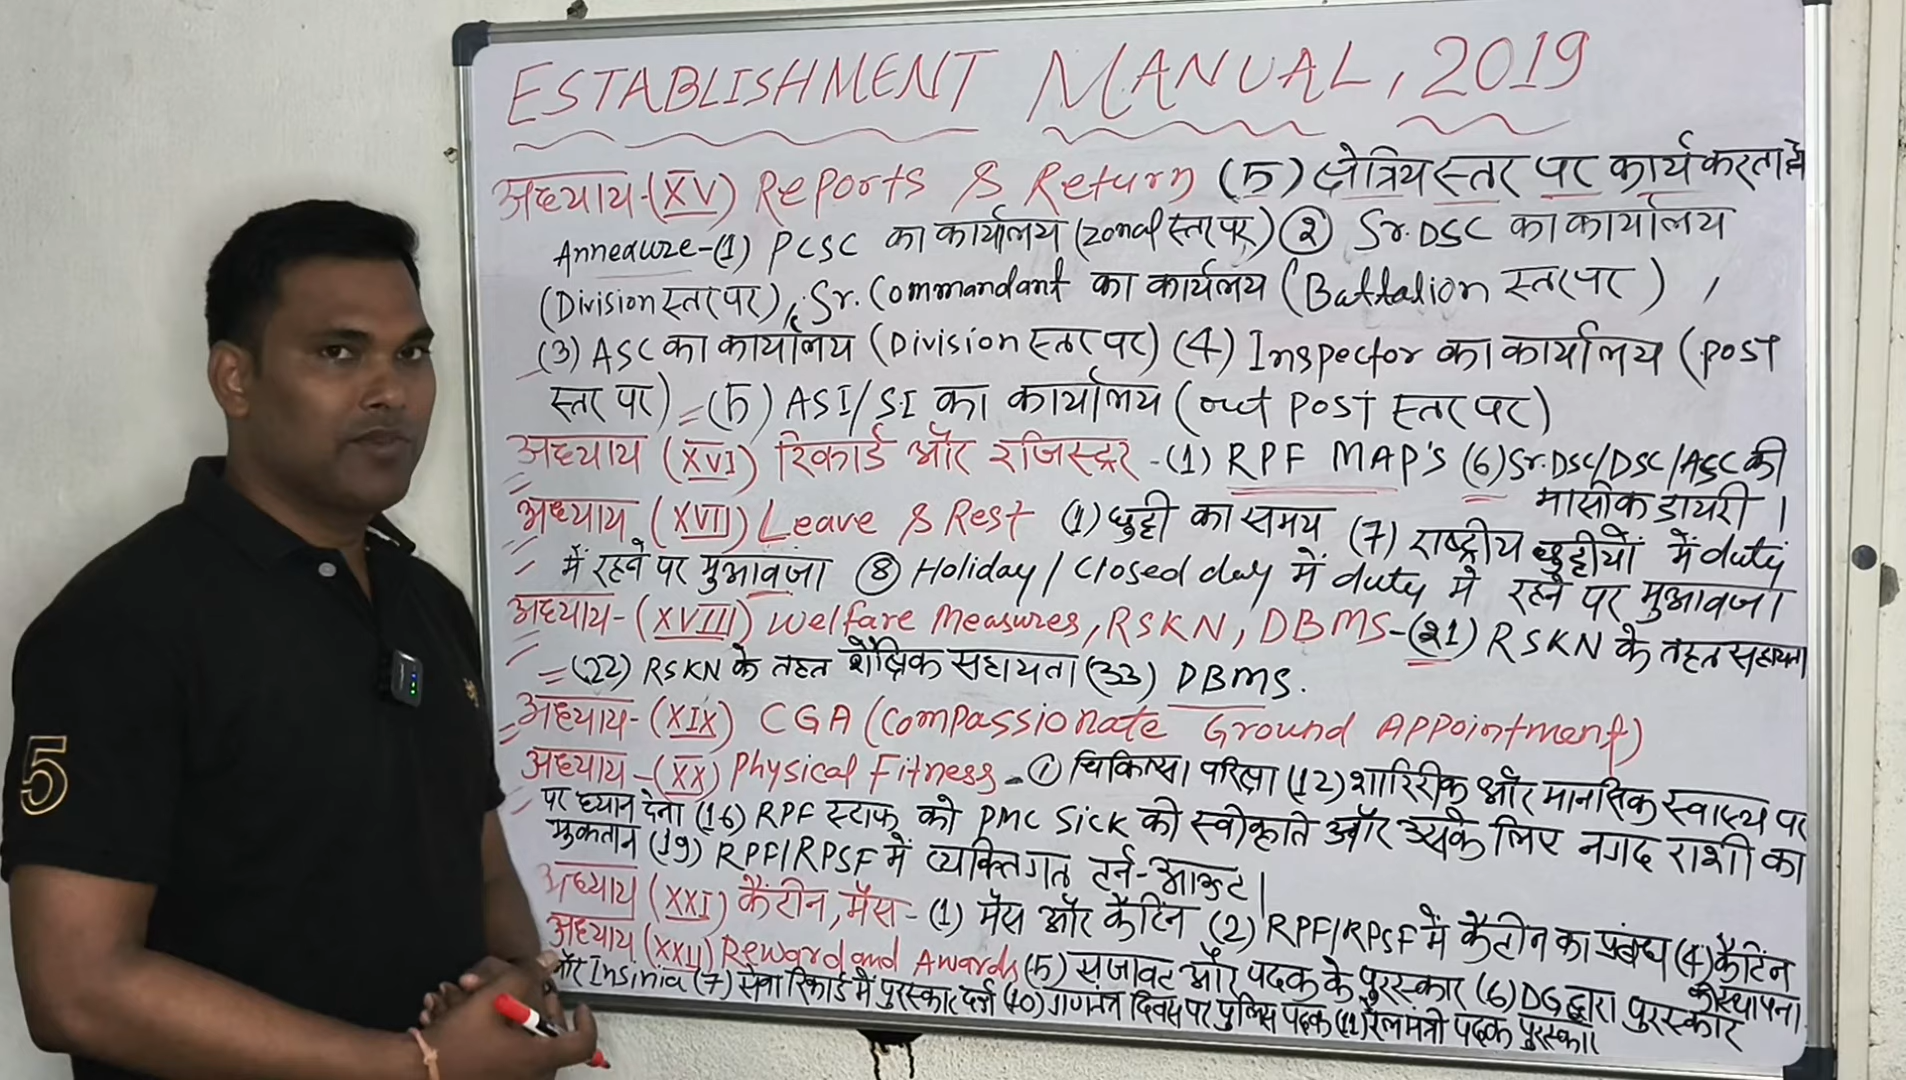 ESTABLISHMENT MANUAL, 2019
अध्याय-(XV) Reports & Return (5) क्षेत्रिय स्तर पर कार्य करता है
Anneauze-(1) PCSC का कार्यालय (zonal स्तर पर) (2) Sr. DSC का कार्यालय
(Division स्तर पर), Sr. Commandant का कार्यलय (Battalion स्तर पर) ,
(3) ASC का कार्यालय (Division स्तर पर) (4) Inspector का कार्यालय (post
स्तर पर) (5) ASI/SI का कार्यालय (out post स्तर पर)
अध्याय (XVI) रिकार्ड और रजिस्ट्रर -(1) RPF MAP'S (6) Sr.DSC/DSC/ASC की
मासीक डायरी ।
अध्याय (XVII) Leave & Rest (1) छुट्टी का समय (7) राष्ट्रीय छुट्टीयों में duty
में रहने पर मुआवजा (8) Holiday/Closed day में duty में रहने पर मुआवजा
अध्याय-(XVIII) Welfare Measures, RSKN, DBMS-(21) RSKN के तहत सहायता
(22) RSKN के तहत शैक्षिक सहायता (33) DBMS.
अध्याय-(XIX) CGA (Compassionate Ground Appointment)
अध्याय-(XX) Physical Fitness - (1) चिकित्सा परिक्षा (12) शारिरीक और मानसिक स्वास्थ्य पर
पर ध्यान देना (16) RPF स्टाफ को PMC Sick की स्वीकृति और उसके लिए नगद राशी का
भुकतान (19) RPF/RPSF में व्यक्तिगत टर्न-आऊट।
अध्याय (XXI) कैंटीन, मैस - (1) मैस और कैंटिन (2) RPF/RPSF में कैंटीन का प्रबंध (4) कैंटिन
की स्थापना
अध्याय (XXII) Reward and Awards (5) सजावट और पदक के पुरस्कार (6) DG द्वारा पुरस्कार
और Insinia (7) सेवा रिकार्ड में पुरस्कार दर्ज (10) गणतंत्र दिवस पर पुलिस पदक (11) रेलमंत्री पदक पुरस्कार
5